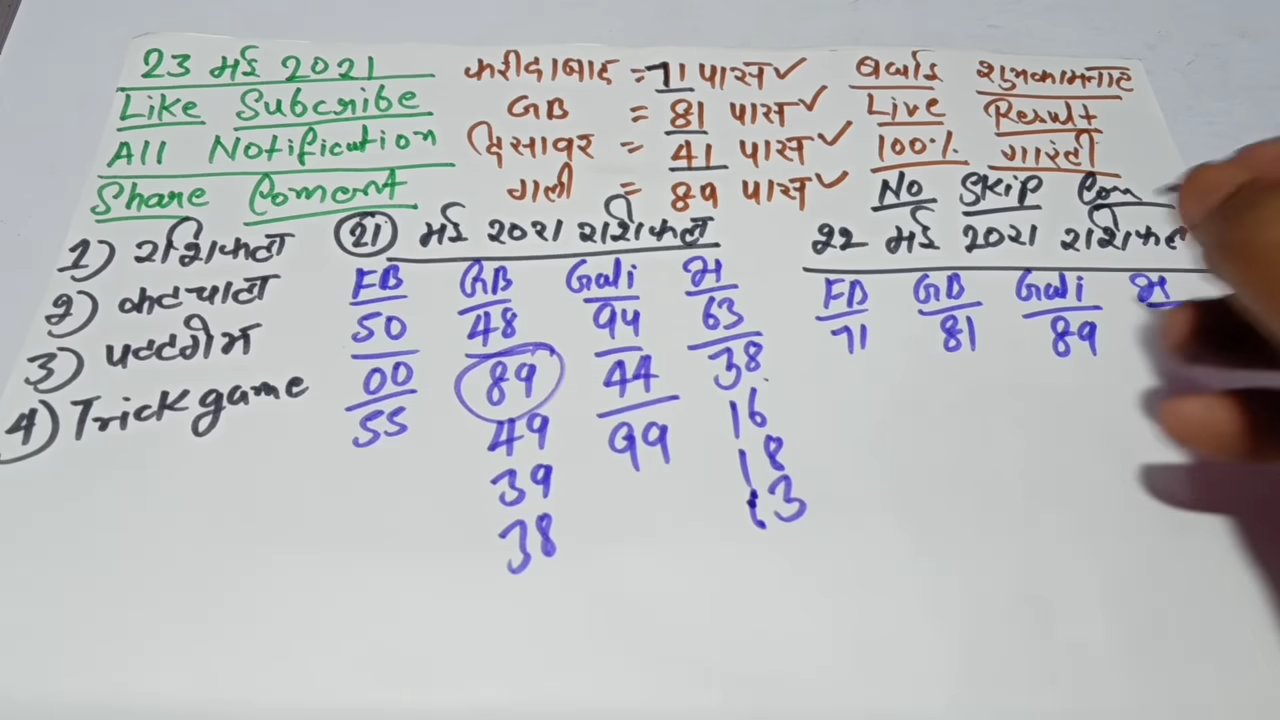 23 मई 2021
Like Subscribe
All Notification
Share Coment
फरीदाबाद = 71 पास ✓
GB = 81 पास ✓
दिसावर = 41 पास ✓
गली = 89 पास ✓
शुभकामनाए
Live Result
100% गारंटी
No Skip
1) राशिफल
2)
3)
4) Trick game
21 मई 2021 राशिफल
FB GB Gali
50 48 94 63
00 89 44 38
55 49 99 16
39 18
38 13
22 मई 2021 राशिफल
FB GB Gali
71 81 89